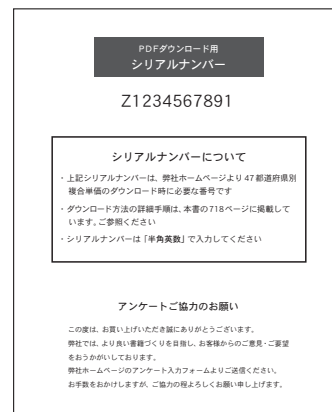 PDFダウンロード用
シリアルナンバー
Z1234567891
シリアルナンバーについて
・上記シリアルナンバーは、弊社ホームページより47都道府県別
複合単価のダウンロード時に必要な番号です
・ダウンロード方法の詳細手順は、本書の718ページに掲載して
います。ご参照ください
・シリアルナンバーは「半角英数」で入力してください
アンケートご協力のお願い
この度は、お買い上げいただき誠にありがとうございます。
弊社では、より良い書籍づくりを目指し、お客様からのご意見・ご要望
をおうかがいしております。
弊社ホームページのアンケート入力フォームよりご送信ください。
お手数をおかけしますが、ご協力の程よろしくお願い申し上げます。